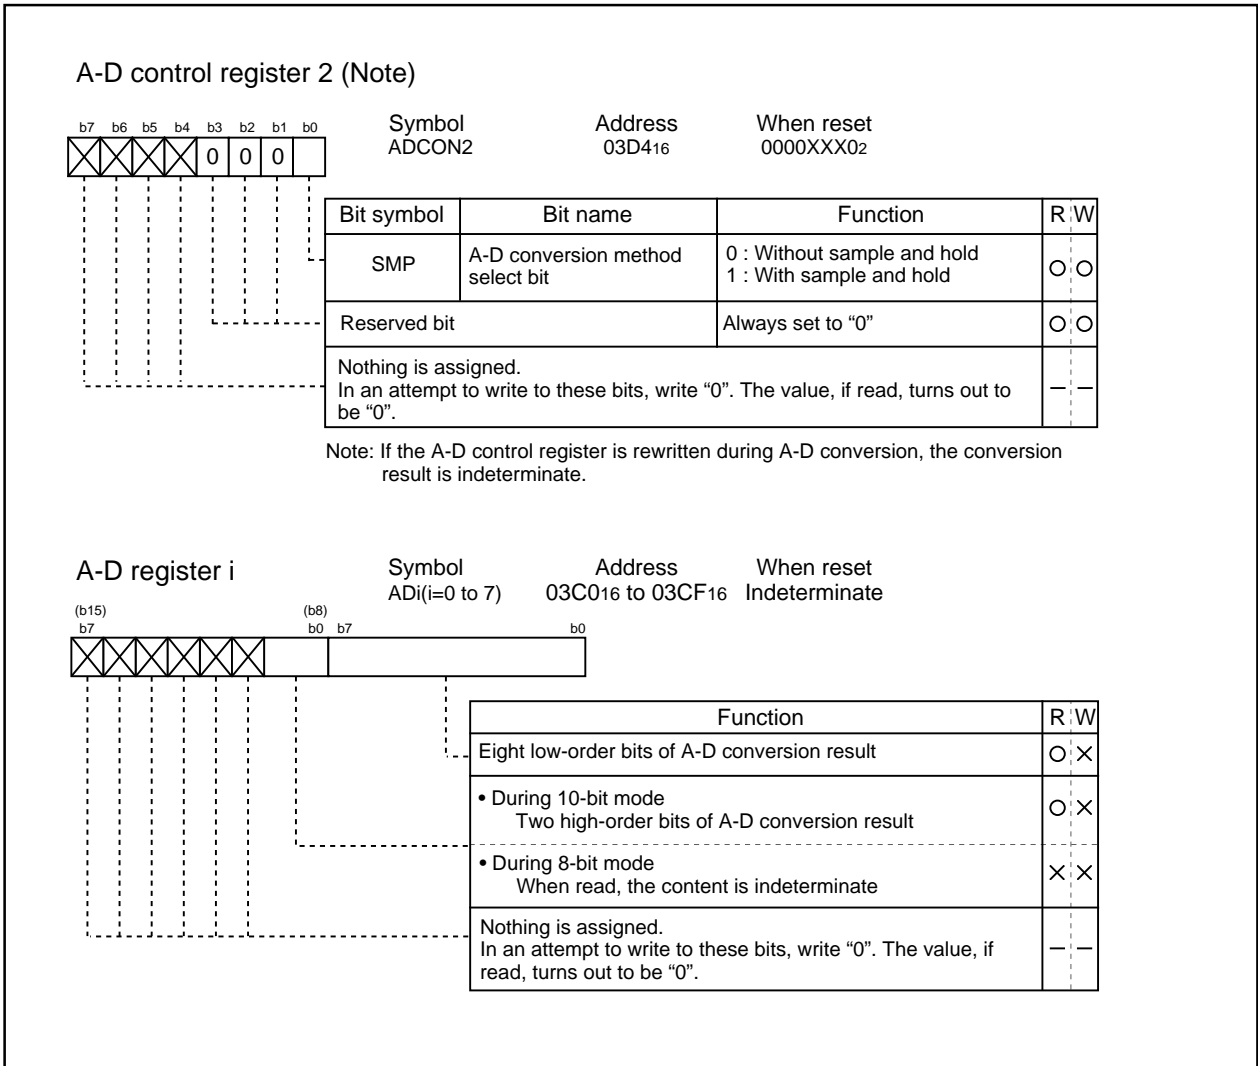 A-D control register 2 (Note)
b7 b6 b5 b4 b3 b2 b1 b0
0 0 0
Symbol Address When reset
ADCON2 03D416 0000XXX02
Bit symbol Bit name Function R W
SMP A-D conversion method select bit 0 : Without sample and hold
1 : With sample and hold
Reserved bit Always set to “0”
Nothing is assigned.
In an attempt to write to these bits, write “0”. The value, if read, turns out to
be “0”.
Note: If the A-D control register is rewritten during A-D conversion, the conversion
result is indeterminate.
A-D register i
Symbol Address When reset
ADi(i=0 to 7) 03C016 to 03CF16 Indeterminate
(b15) (b8)
b7 b0 b7 b0
Function R W
Eight low-order bits of A-D conversion result
• During 10-bit mode
Two high-order bits of A-D conversion result
• During 8-bit mode
When read, the content is indeterminate
Nothing is assigned.
In an attempt to write to these bits, write “0”. The value, if
read, turns out to be “0”.